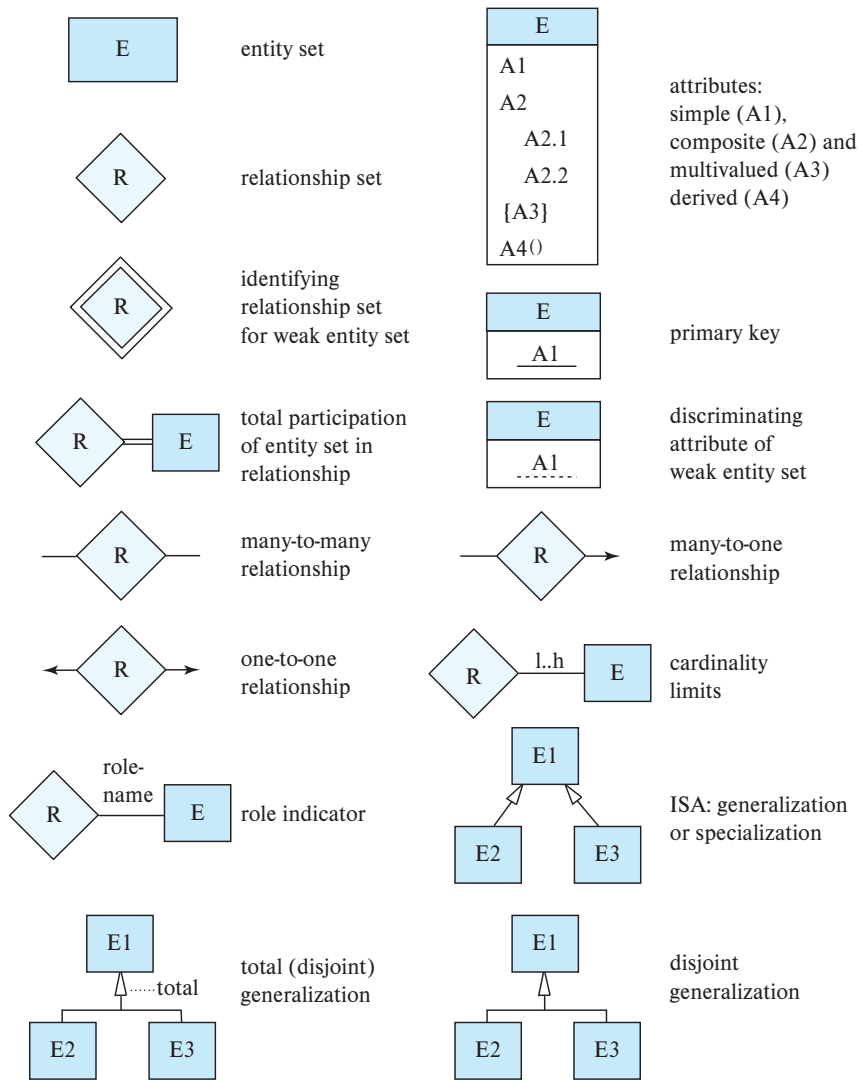 E
entity set
R
relationship set
R
identifying
relationship set
for weak entity set
R
E
total participation
of entity set in
relationship
R
many-to-many
relationship
R
one-to-one
relationship
R
role-
name
E
role indicator
E1
total
E2
E3
total (disjoint)
generalization
E
A1
A2
A2.1
A2.2
{A3}
A4()
attributes:
simple (A1),
composite (A2) and
multivalued (A3)
derived (A4)
E
A1
primary key
E
A1
discriminating
attribute of
weak entity set
R
many-to-one
relationship
R
l..h
E
cardinality
limits
E1
E2
E3
ISA: generalization
or specialization
E1
E2
E3
disjoint
generalization